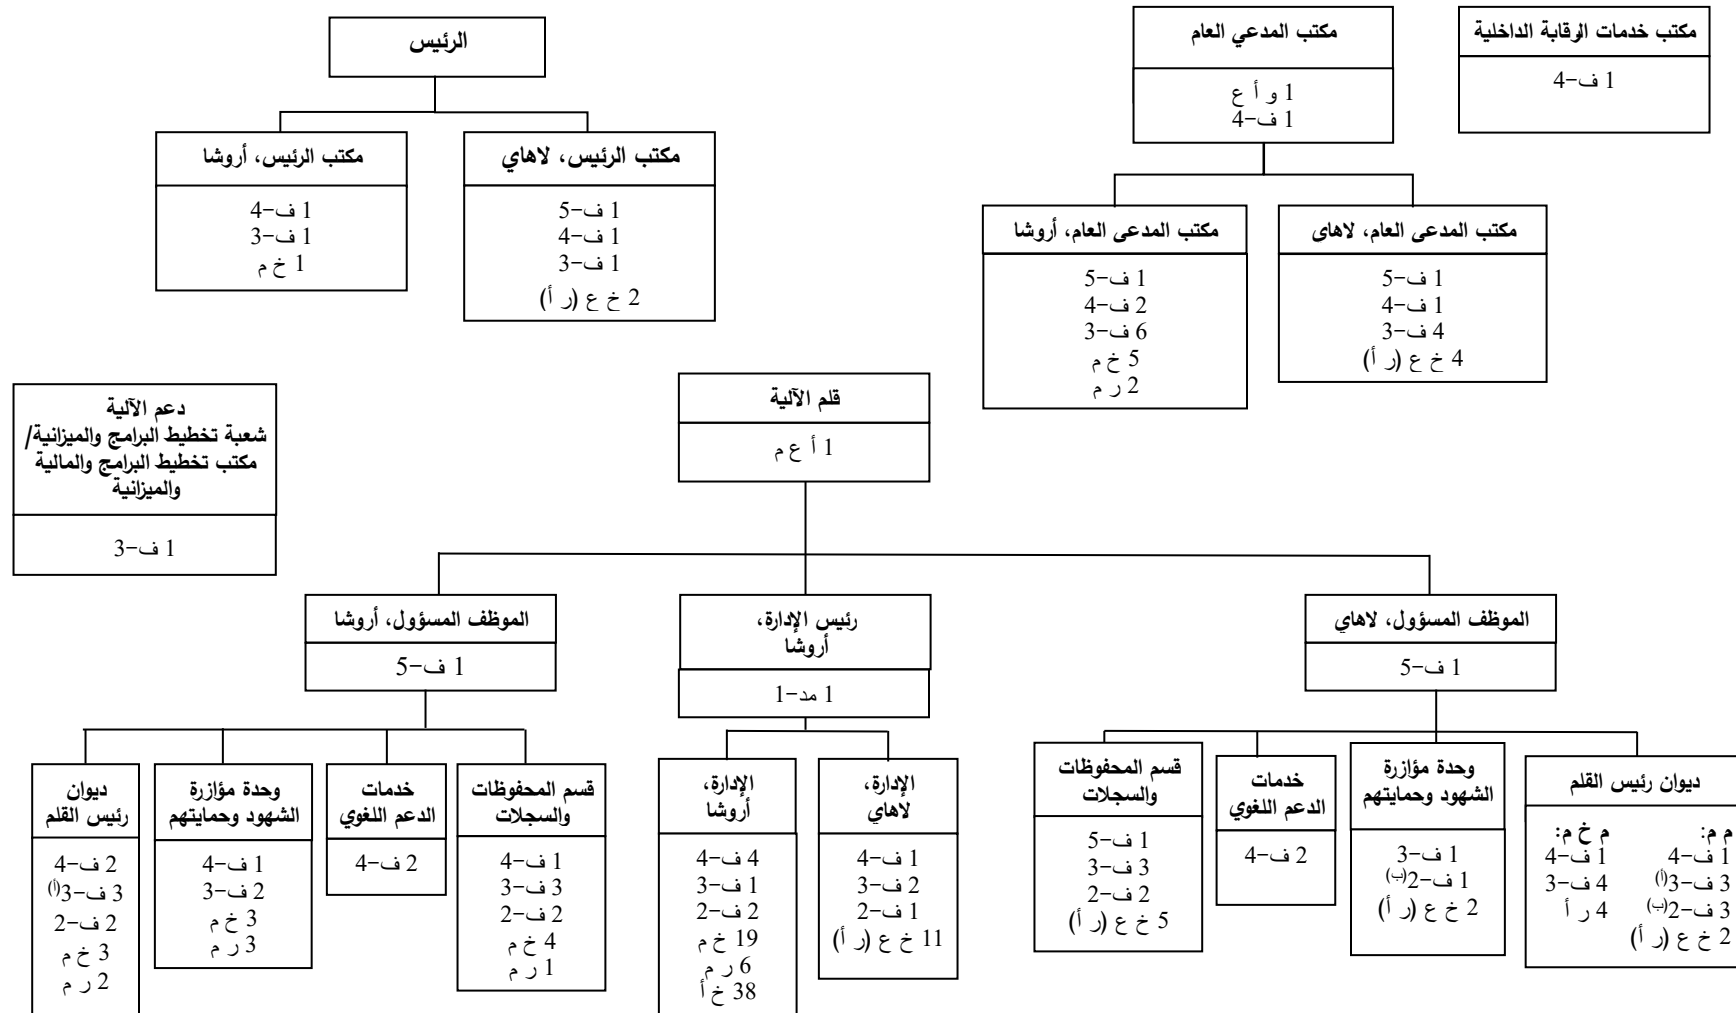 الرئيس
مكتب الرئيس، لاهاي
1 ف-5
1 ف-4
1 ف-3
2 خ ع (ر أ)
مكتب الرئيس، أروشا
1 ف-4
1 ف-3
1 خ م
مكتب خدمات الرقابة الداخلية
1 ف-4
مكتب المدعي العام
1 و أ ع
1 ف-4
مكتب المدعى العام، لاهاى
1 ف-5
1 ف-4
4 ف-3
4 خ ع (ر أ)
مكتب المدعى العام، أروشا
1 ف-5
2 ف-4
6 ف-3
5 خ م
2 ر م
قلم الآلية
1 أ ع م
دعم الآلية
شعبة تخطيط البرامج والميزانية/
مكتب تخطيط البرامج والمالية
والميزانية
1 ف-3
الموظف المسؤول، لاهاي
1 ف-5
ديوان رئيس القلم
م م:
1 ف-4
3 ف-3(أ)
3 ف-2(ب)
2 خ ع (ر أ)
م خ م:
1 ف-4
4 ف-3
4 ر أ
وحدة مؤازرة
الشهود وحمايتهم
1 ف-3
1 ف-2(ب)
2 خ ع (ر أ)
خدمات
الدعم اللغوي
2 ف-4
قسم المحفوظات
والسجلات
1 ف-5
3 ف-3
2 ف-2
5 خ ع (ر أ)
رئيس الإدارة،
أروشا
1 مد-1
الإدارة،
لاهاي
1 ف-4
2 ف-3
1 ف-2
11 خ ع (ر أ)
الإدارة،
أروشا
4 ف-4
1 ف-3
2 ف-2
19 خ م
6 ر م
38 خ أ
الموظف المسؤول، أروشا
1 ف-5
قسم المحفوظات
والسجلات
1 ف-4
3 ف-3
2 ف-2
4 خ م
1 ر م
خدمات
الدعم اللغوي
2 ف-4
وحدة مؤازرة
الشهود وحمايتهم
1 ف-4
2 ف-3
3 خ م
3 ر م
ديوان
رئيس القلم
2 ف-4
3 ف-3(أ)
2 ف-2
3 خ م
2 ر م